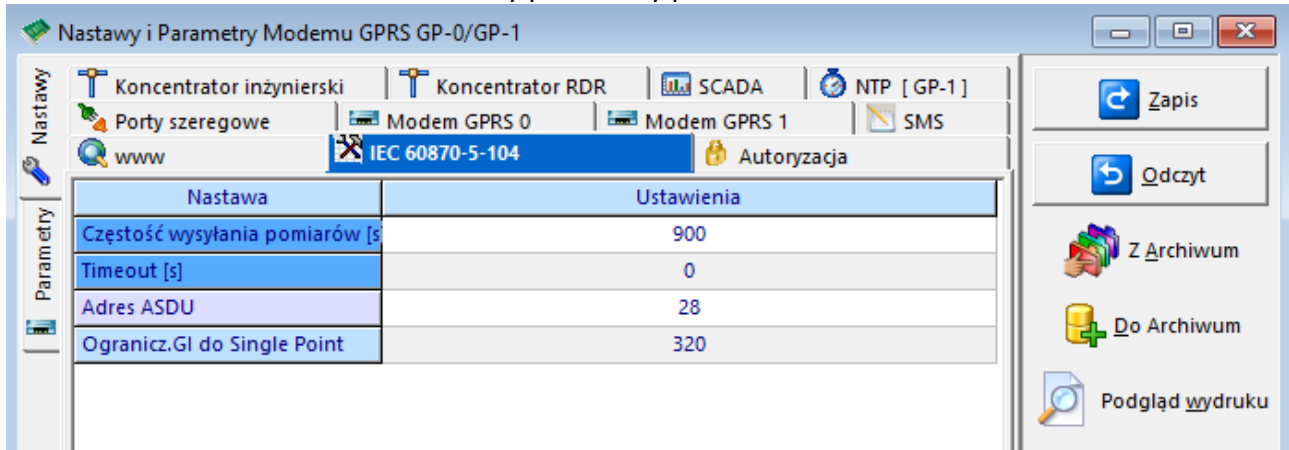 Nastawy i Parametry Modemu GPRS GP-0/GP-1
Nastawy
Parametry
Koncentrator inżynierski
Koncentrator RDR
SCADA
NTP [ GP-1 ]
Porty szeregowe
Modem GPRS 0
Modem GPRS 1
SMS
www
IEC 60870-5-104
Autoryzacja
Nastawa
Ustawienia
Częstość wysyłania pomiarów [s
900
Timeout [s]
0
Adres ASDU
28
Ogranicz.GI do Single Point
320
Zapis
Odczyt
Z Archiwum
Do Archiwum
Podgląd wydruku